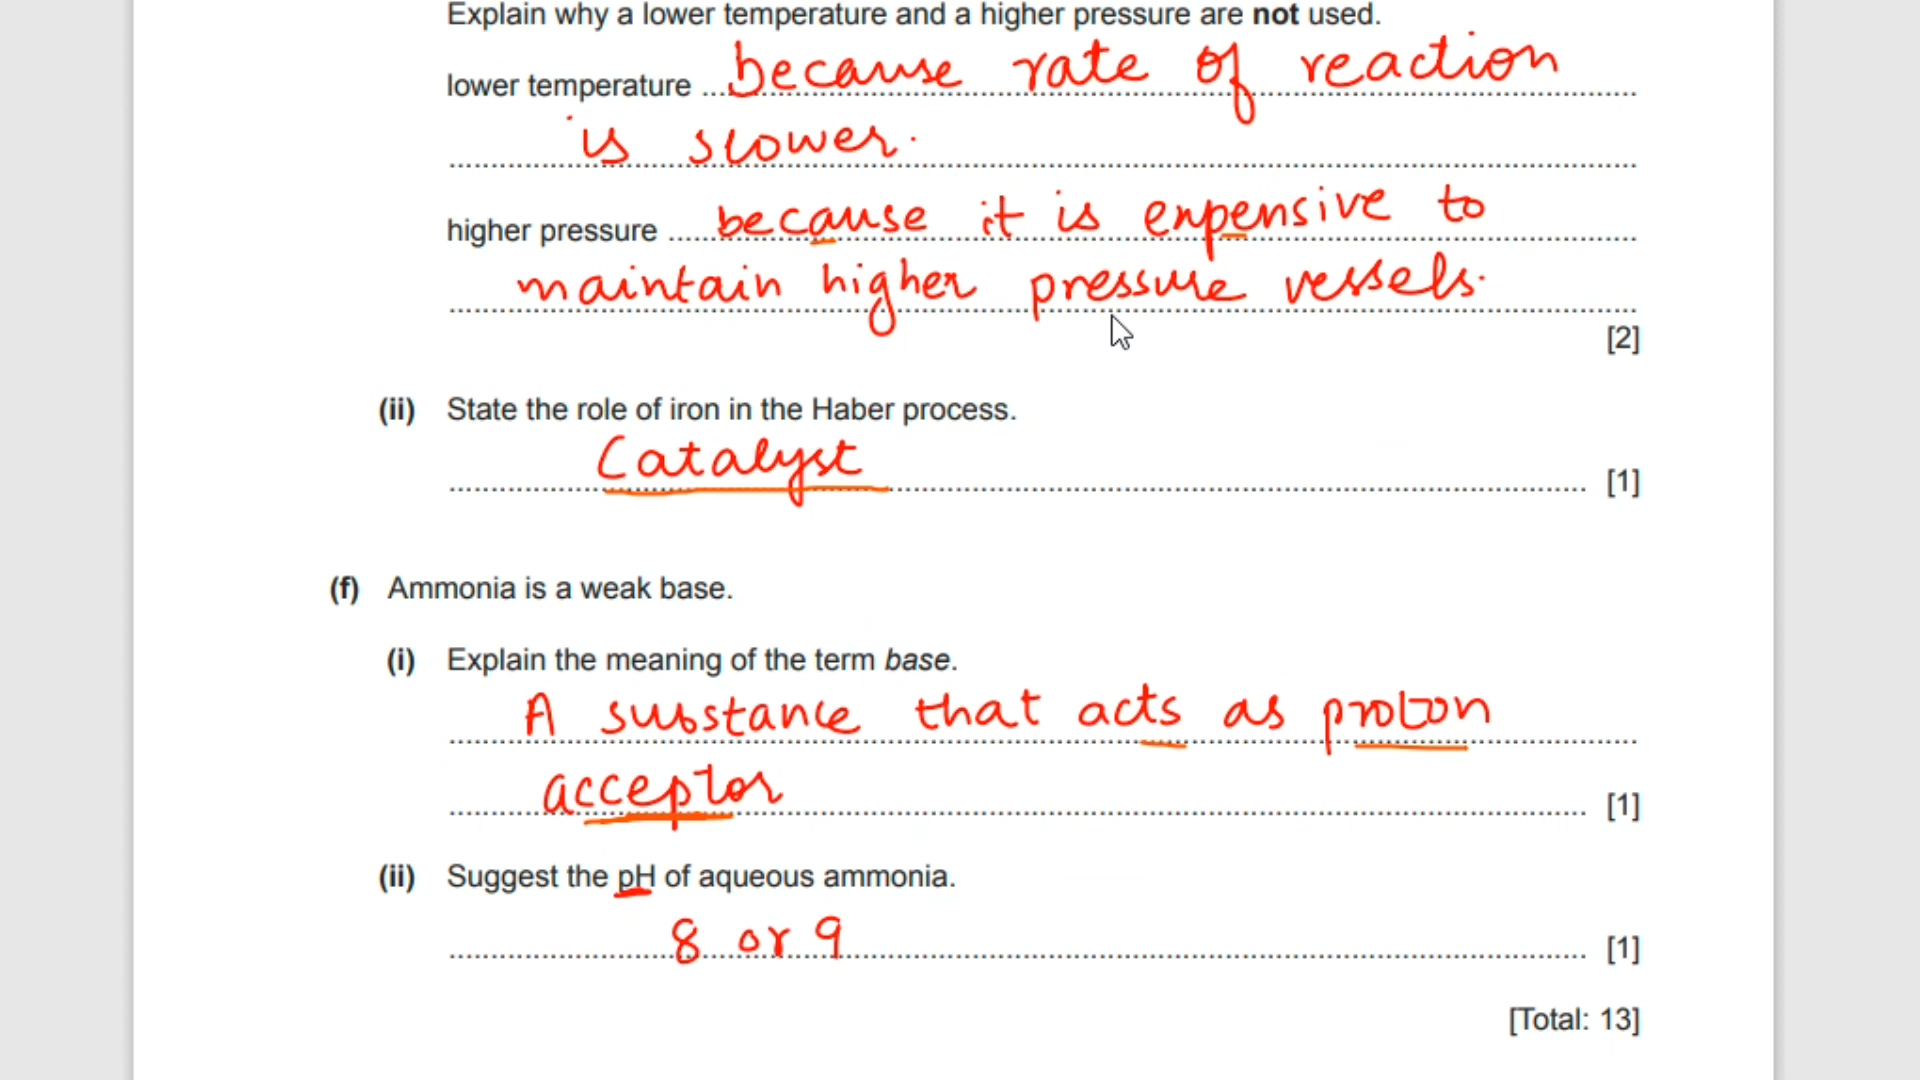 Explain why a lower temperature and a higher pressure are not used.
lower temperature because rate of reaction
is slower.
higher pressure because it is expensive to
maintain higher pressure vessels.
[2]
(ii) State the role of iron in the Haber process.
Catalyst [1]
(f) Ammonia is a weak base.
(i) Explain the meaning of the term base.
A substance that acts as proton
acceptor [1]
(ii) Suggest the pH of aqueous ammonia.
8 or 9 [1]
[Total: 13]